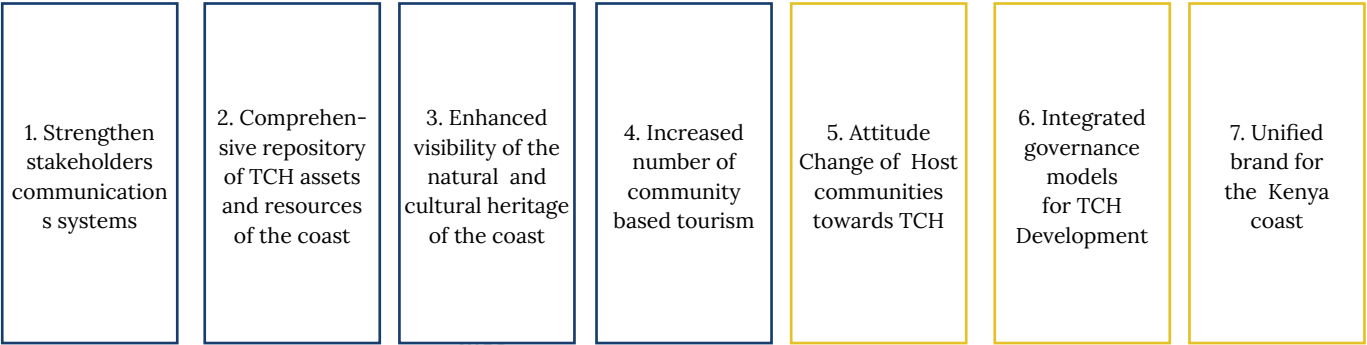 1. Strengthen
stakeholders
communication
s systems
2. Comprehen-
sive repository
of TCH assets
and resources
of the coast
3. Enhanced
visibility of the
natural  and
cultural heritage
of the coast
4. Increased
number of
community
based tourism
5. Attitude
Change of  Host
communities
towards TCH
6. Integrated
governance
models
for TCH
Development
7. Unified
brand for
the  Kenya
coast